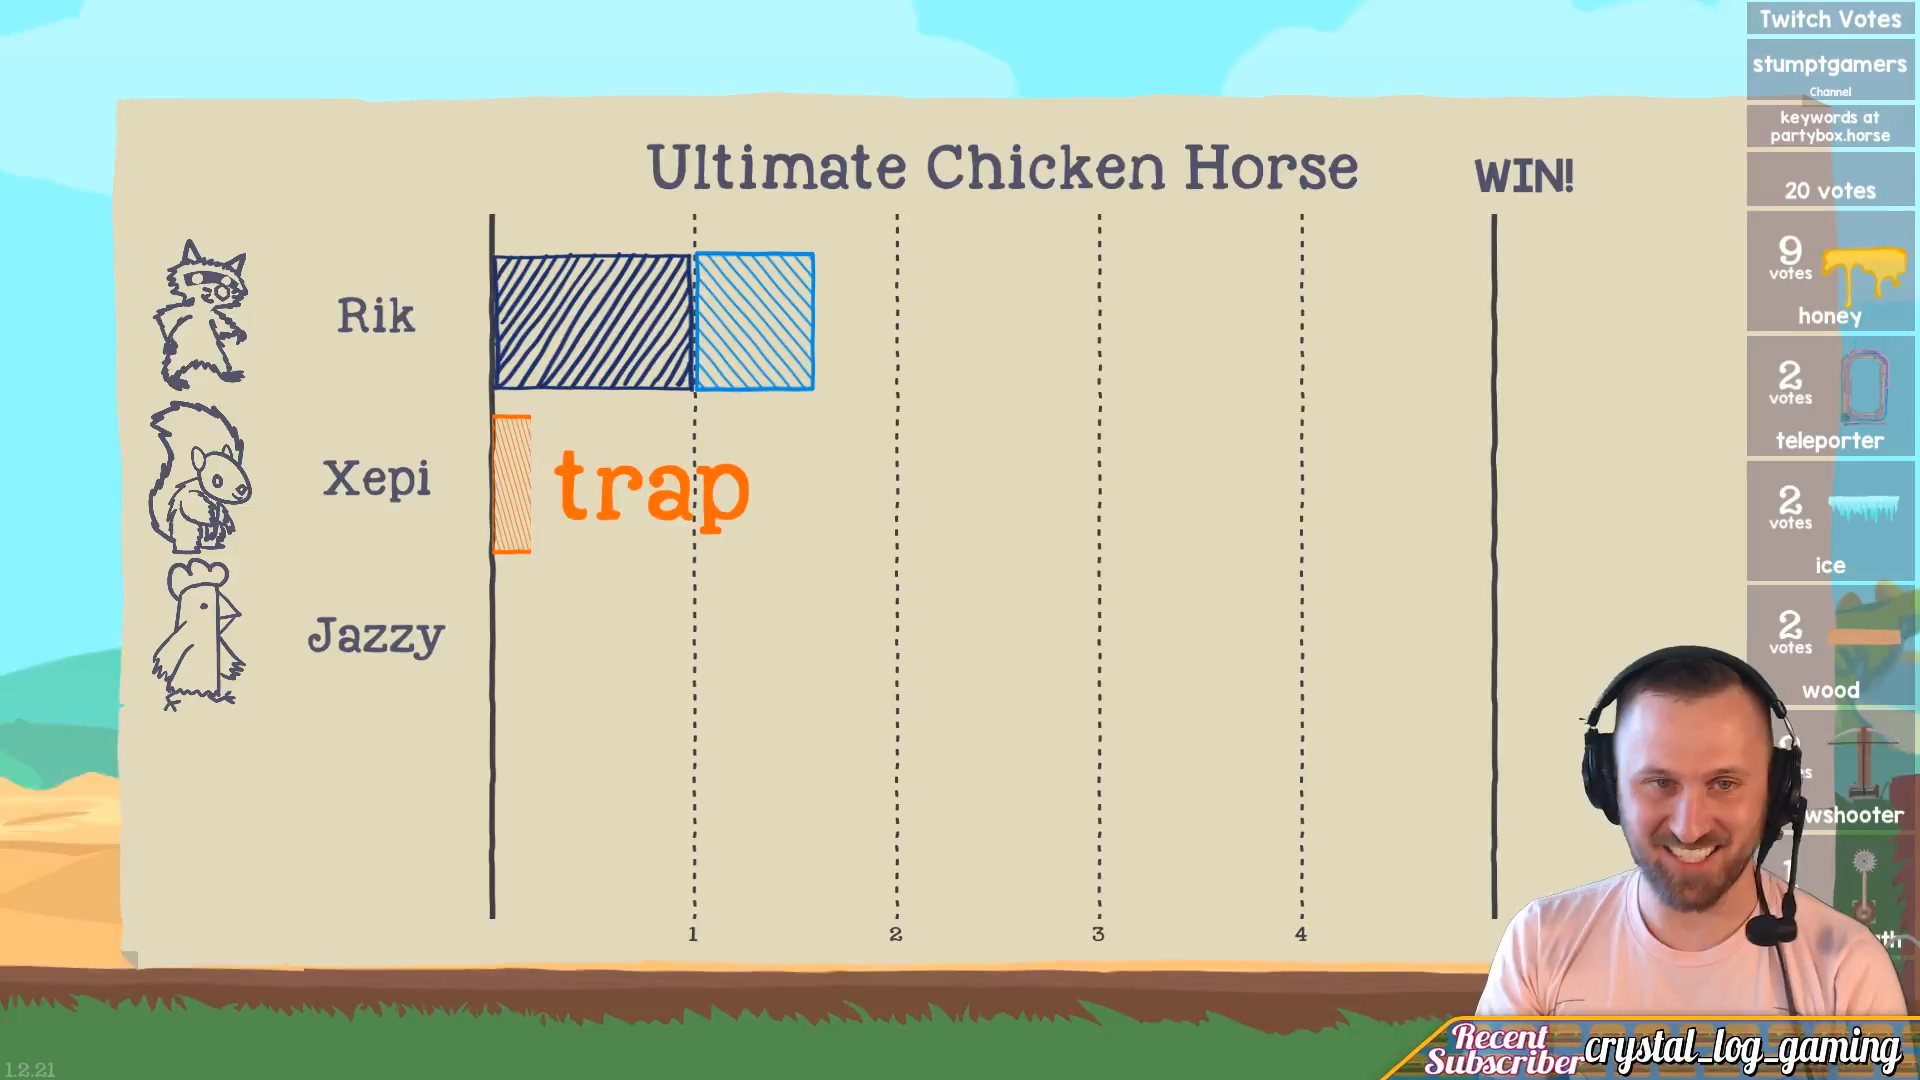 Ultimate Chicken Horse
WIN!
Rik
Xepi
trap
Jazzy
1
2
3
4
Twitch Votes
stumptgamers
Channel
keywords at
partybox.horse
20 votes
9
votes
honey
2
votes
teleporter
2
votes
ice
2
votes
wood
wshooter
Recent
Subscriber
crystal_log_gaming
1.2.21